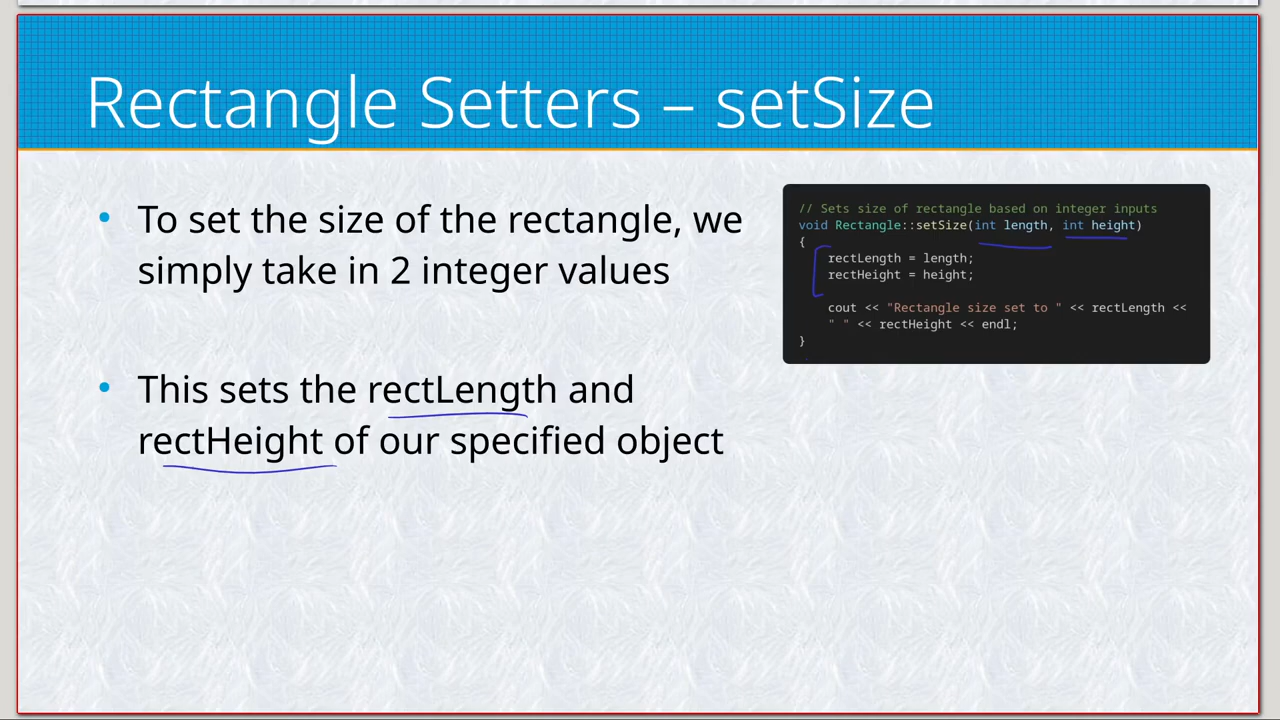 Rectangle Setters – setSize
• To set the size of the rectangle, we
simply take in 2 integer values
• This sets the rectLength and
rectHeight of our specified object
// Sets size of rectangle based on integer inputs
void Rectangle::setSize(int length, int height)
{
    rectLength = length;
    rectHeight = height;
    cout << "Rectangle size set to " << rectLength <<
    " " << rectHeight << endl;
}